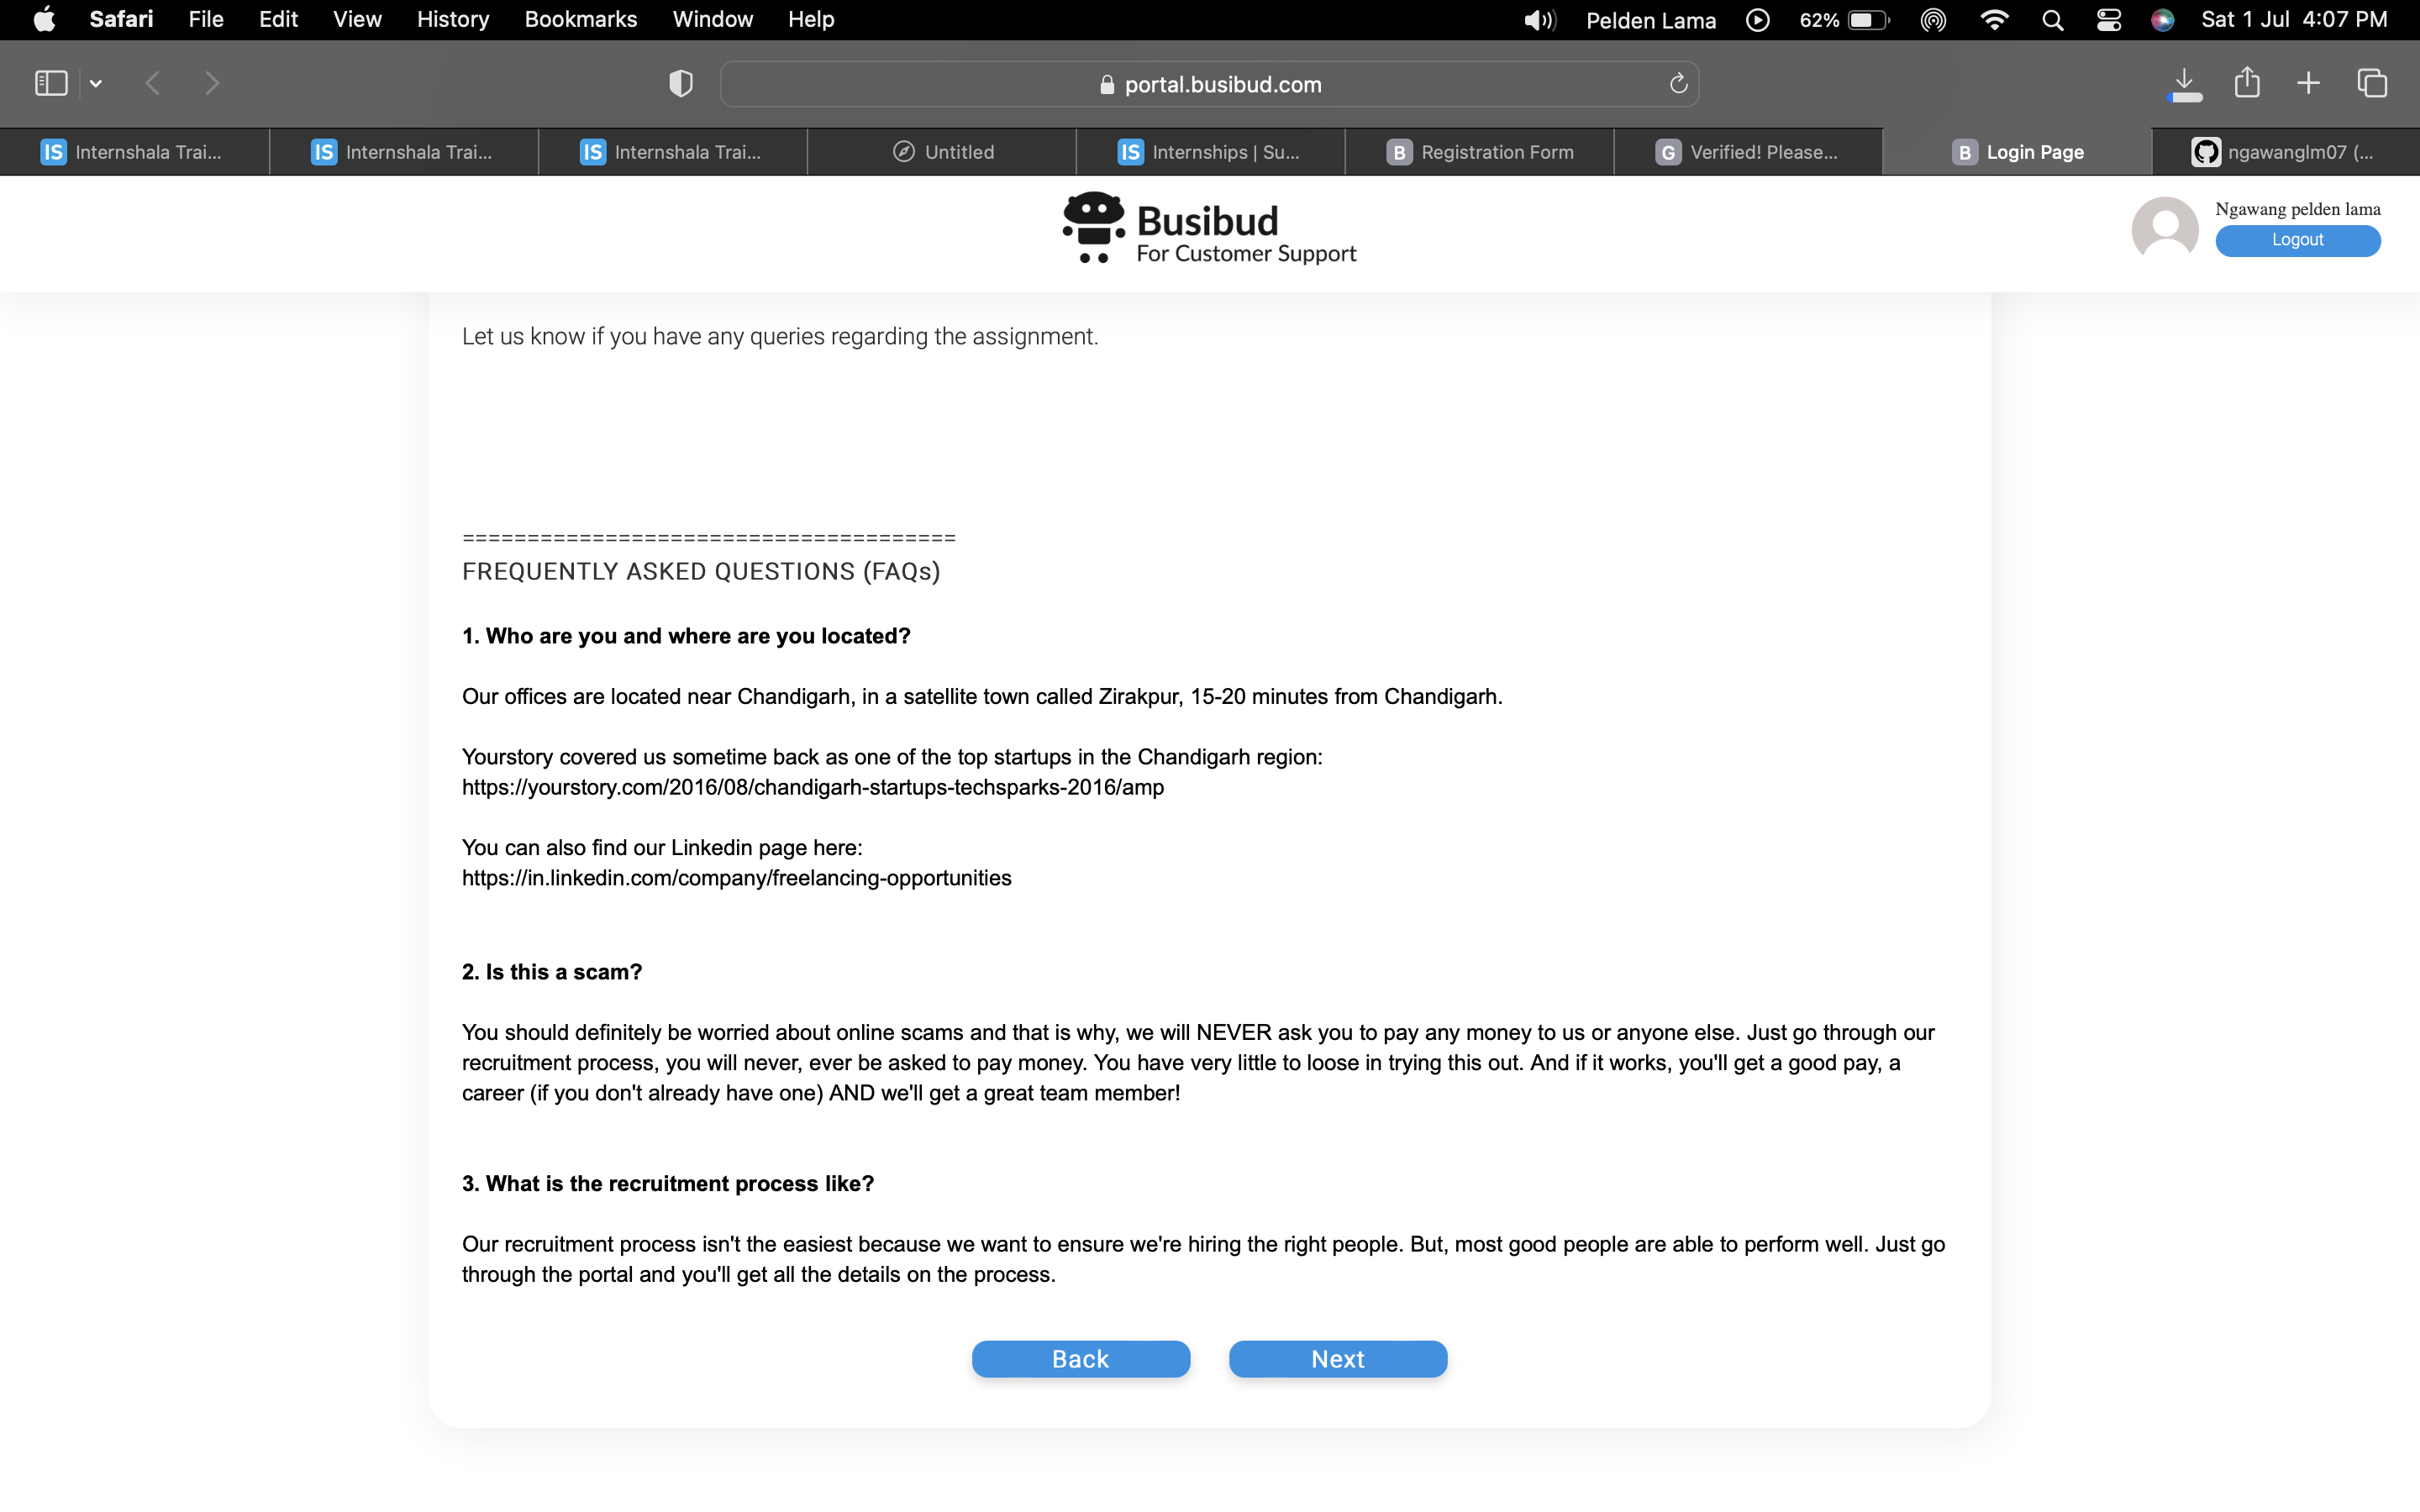 Safari File Edit View History Bookmarks Window Help Pelden Lama 62% Sat 1 Jul 4:07 PM
portal.busibud.com
IS Internshala Trai... IS Internshala Trai... IS Internshala Trai... Untitled IS Internships | Su... B Registration Form G Verified! Please... B Login Page ngawanglm07 (...
Busibud
For Customer Support
Ngawang pelden lama
Logout
Let us know if you have any queries regarding the assignment.
======================================
FREQUENTLY ASKED QUESTIONS (FAQs)
1. Who are you and where are you located?
Our offices are located near Chandigarh, in a satellite town called Zirakpur, 15-20 minutes from Chandigarh.
Yourstory covered us sometime back as one of the top startups in the Chandigarh region:
https://yourstory.com/2016/08/chandigarh-startups-techsparks-2016/amp
You can also find our Linkedin page here:
https://in.linkedin.com/company/freelancing-opportunities
2. Is this a scam?
You should definitely be worried about online scams and that is why, we will NEVER ask you to pay any money to us or anyone else. Just go through our
recruitment process, you will never, ever be asked to pay money. You have very little to loose in trying this out. And if it works, you'll get a good pay, a
career (if you don't already have one) AND we'll get a great team member!
3. What is the recruitment process like?
Our recruitment process isn't the easiest because we want to ensure we're hiring the right people. But, most good people are able to perform well. Just go
through the portal and you'll get all the details on the process.
Back Next